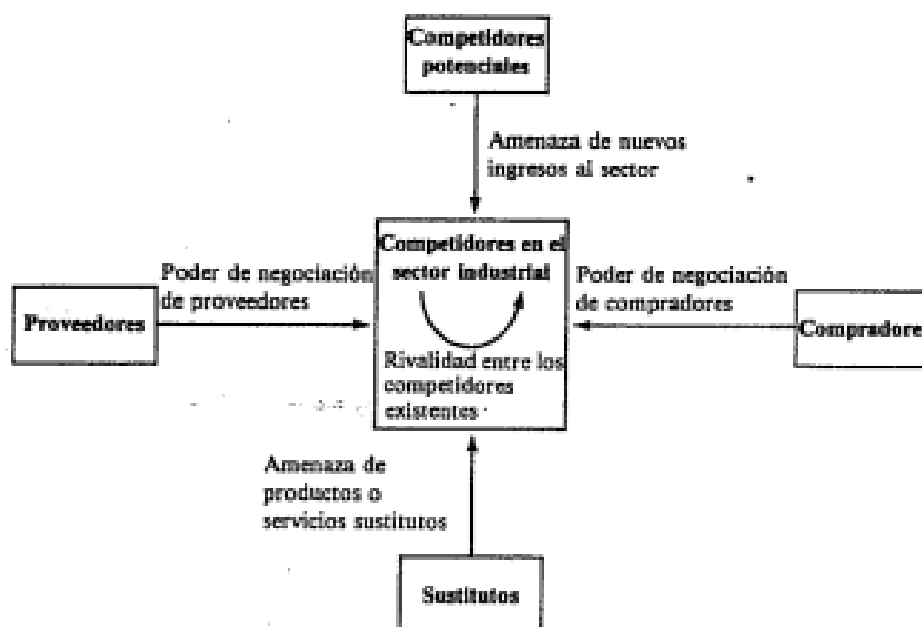 Competidores
potenciales
Amenaza de nuevos
ingresos al sector
Competidores en el
sector industrial
Poder de negociación
de proveedores
Poder de negociación
de compradores
Proveedores
Compradore
Rivalidad entre los
competidores
existentes
Amenaza de
productos o
servicios sustitutos
Sustitutos